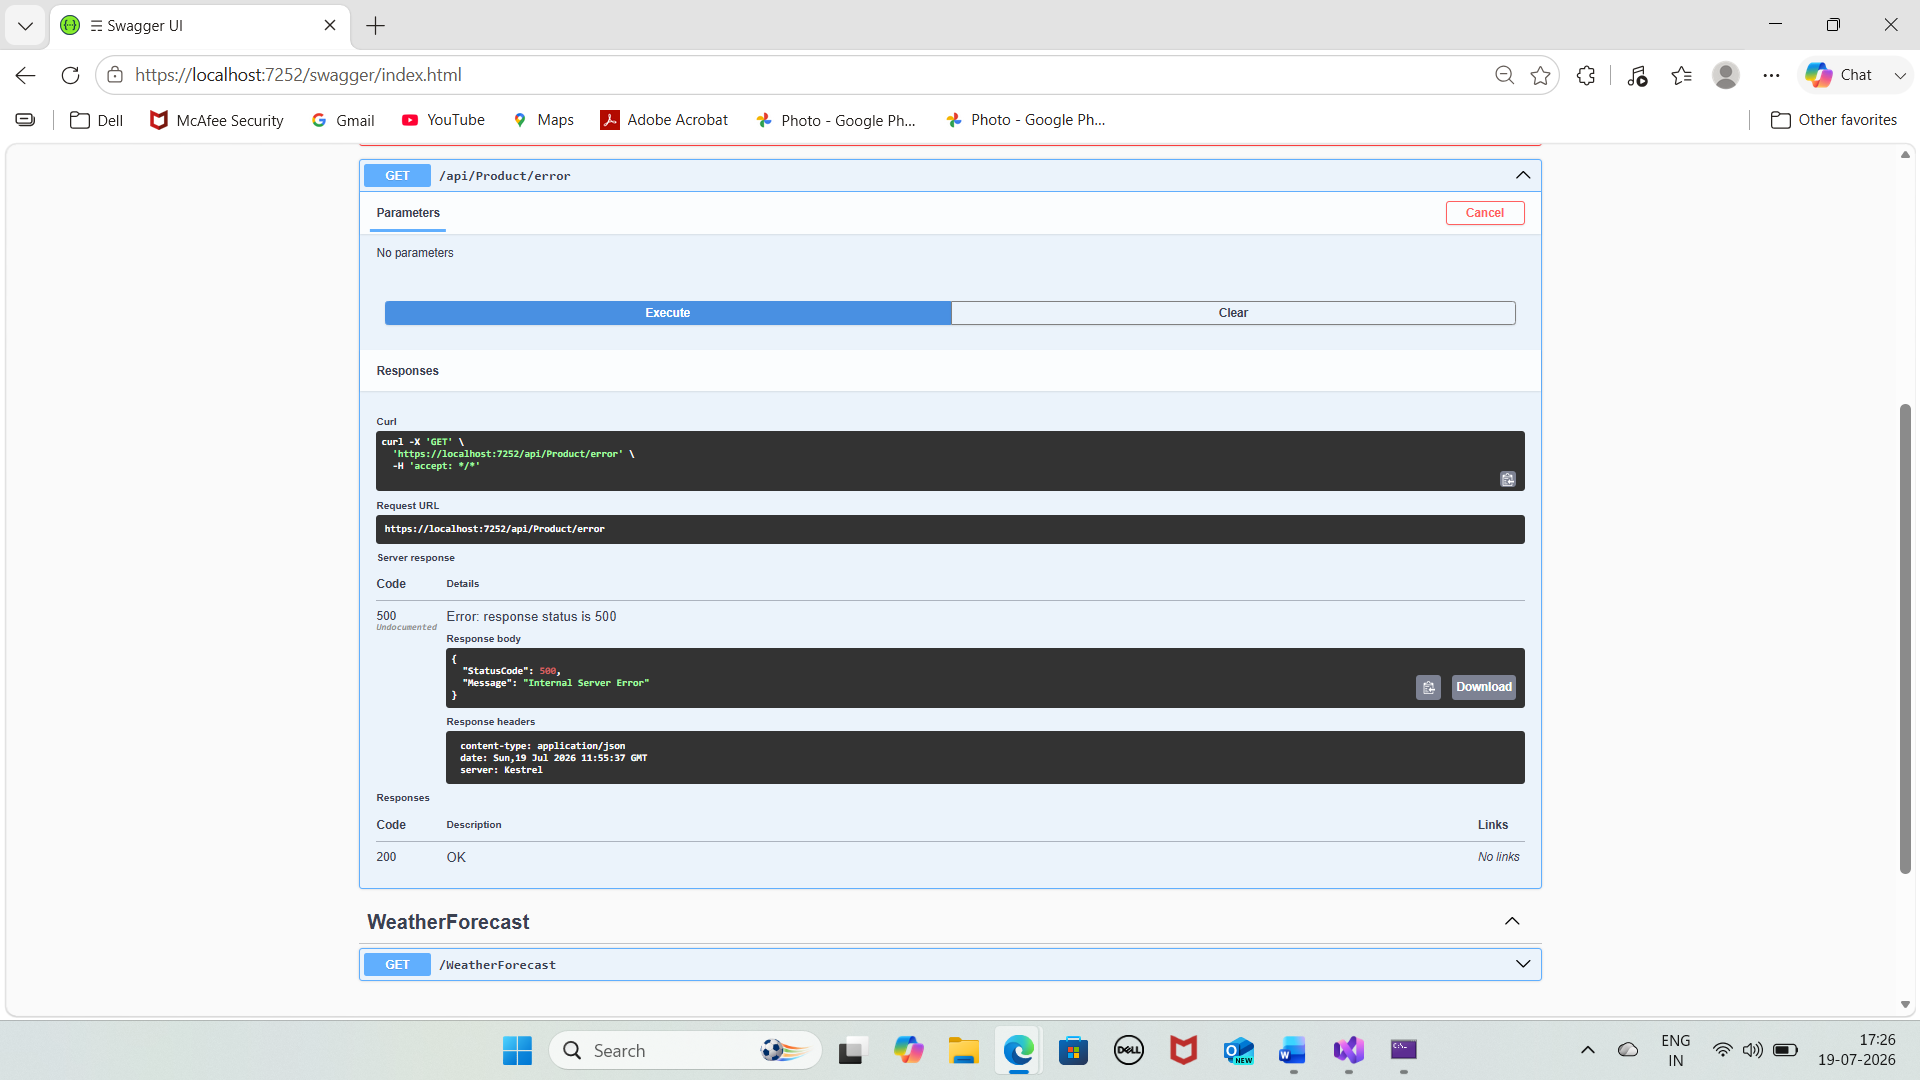 Swagger UI
https://localhost:7252/swagger/index.html
Chat
Dell
McAfee Security
Gmail
YouTube
Maps
Adobe Acrobat
Photo - Google Ph...
Photo - Google Ph...
Other favorites
GET /api/Product/error
Parameters
Cancel
No parameters
Execute
Clear
Responses
Curl
curl -X 'GET' \
'https://localhost:7252/api/Product/error' \
-H 'accept: */*'
Request URL
https://localhost:7252/api/Product/error
Server response
Code Details
500 Error: response status is 500
Undocumented
Response body
{
"StatusCode": 500,
"Message": "Internal Server Error"
}
Download
Response headers
content-type: application/json
date: Sun,19 Jul 2026 11:55:37 GMT
server: Kestrel
Responses
Code Description Links
200 OK No links
WeatherForecast
GET /WeatherForecast
Search
DELL
NEW
ENG
IN
17:26
19-07-2026